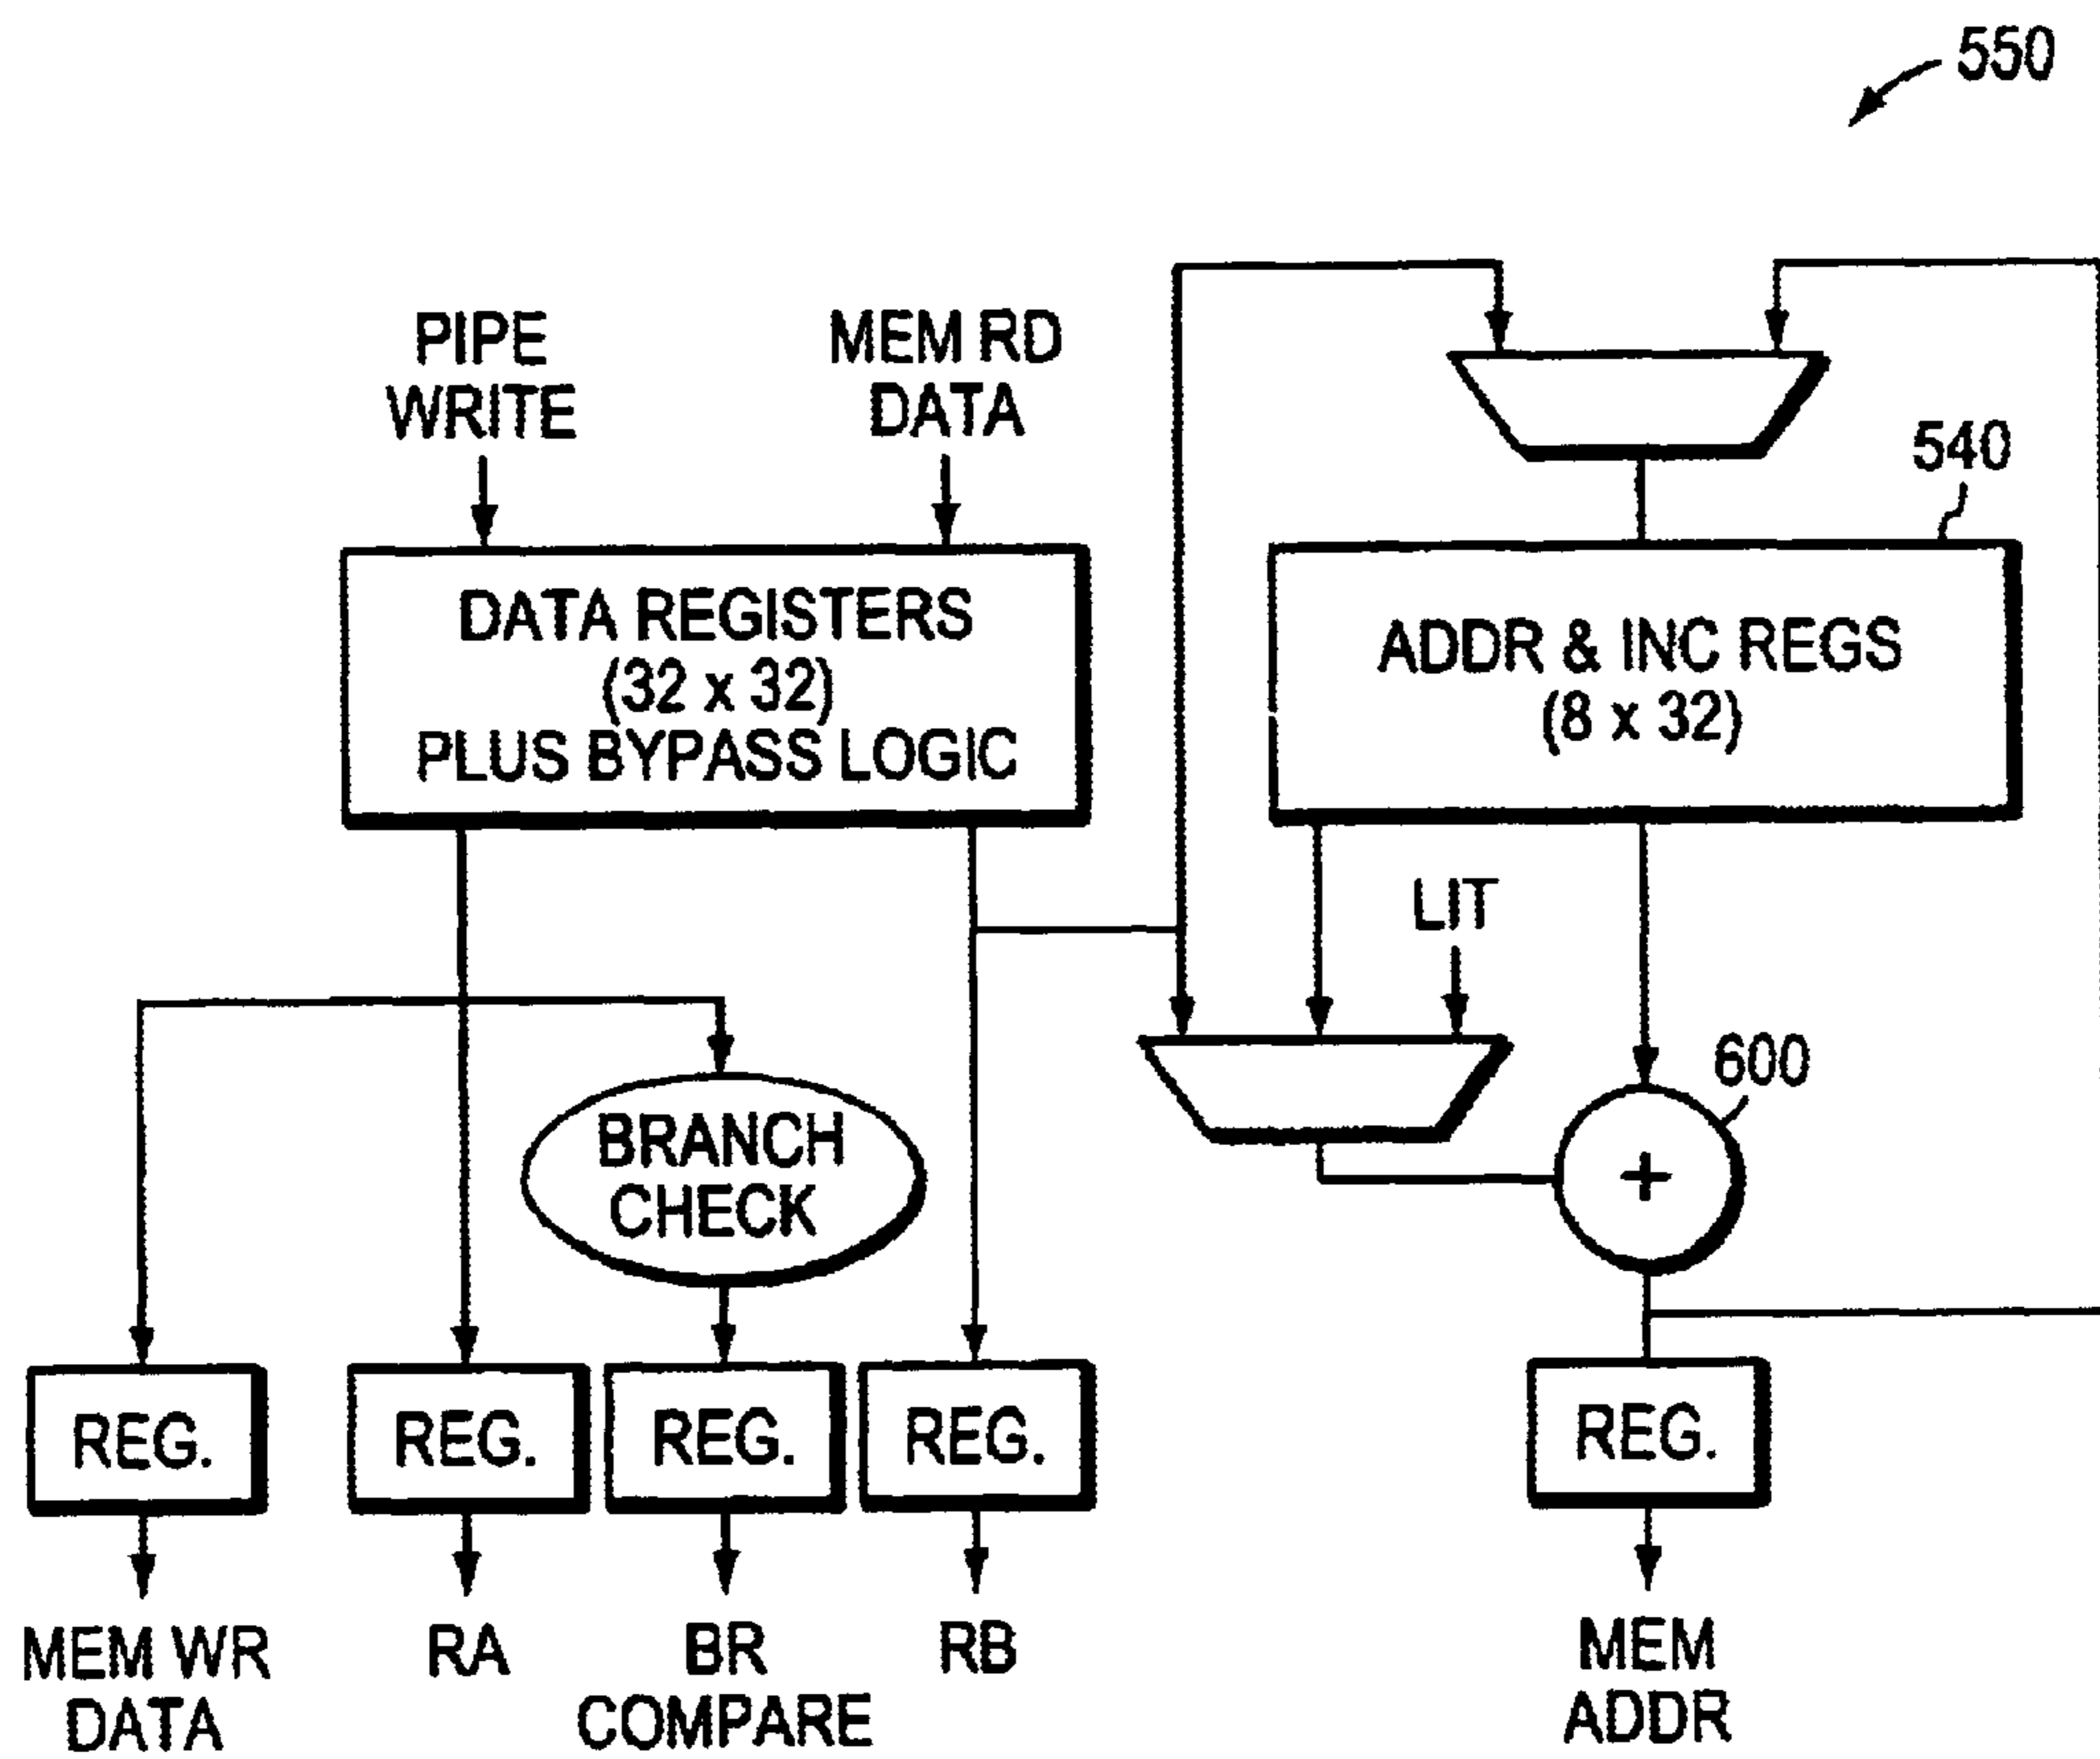 550
PIPE
WRITE
MEM RD
DATA
540
DATA REGISTERS
(32 x 32)
PLUS BYPASS LOGIC
ADDR & INC REGS
(8 x 32)
LIT
600
BRANCH
CHECK
+
REG.
REG.
REG.
REG.
REG.
MEM WR
DATA
RA
BR
COMPARE
RB
MEM
ADDR